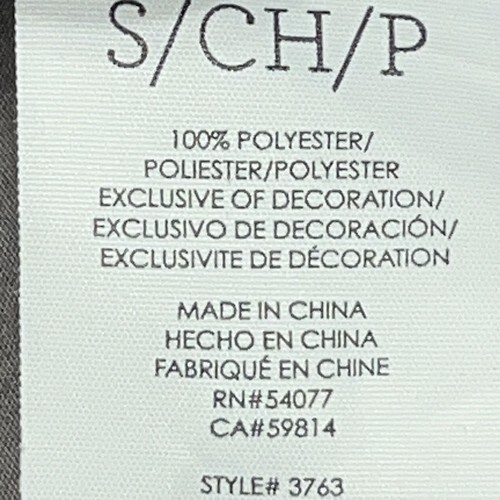 S/CH/P
100% POLYESTER/
POLIESTER/POLYESTER
EXCLUSIVE OF DECORATION/
EXCLUSIVO DE DECORACIÓN/
EXCLUSIVITE DE DÉCORATION
MADE IN CHINA
HECHO EN CHINA
FABRIQUÉ EN CHINE
RN#54077
CA#59814
STYLE# 3763